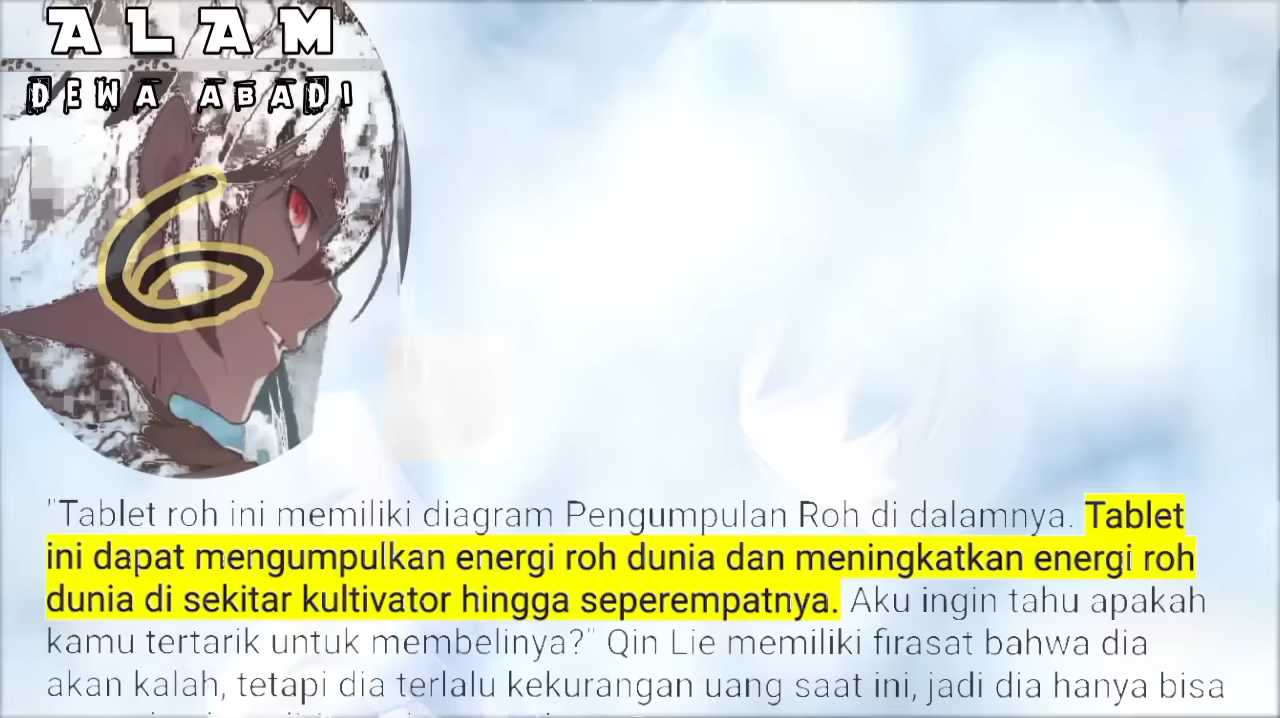 ALAM
DEWA ABADI
6
"Tablet roh ini memiliki diagram Pengumpulan Roh di dalamnya. Tablet
ini dapat mengumpulkan energi roh dunia dan meningkatkan energi roh
dunia di sekitar kultivator hingga seperempatnya. Aku ingin tahu apakah
kamu tertarik untuk membelinya?" Qin Lie memiliki firasat bahwa dia
akan kalah, tetapi dia terlalu kekurangan uang saat ini, jadi dia hanya bisa